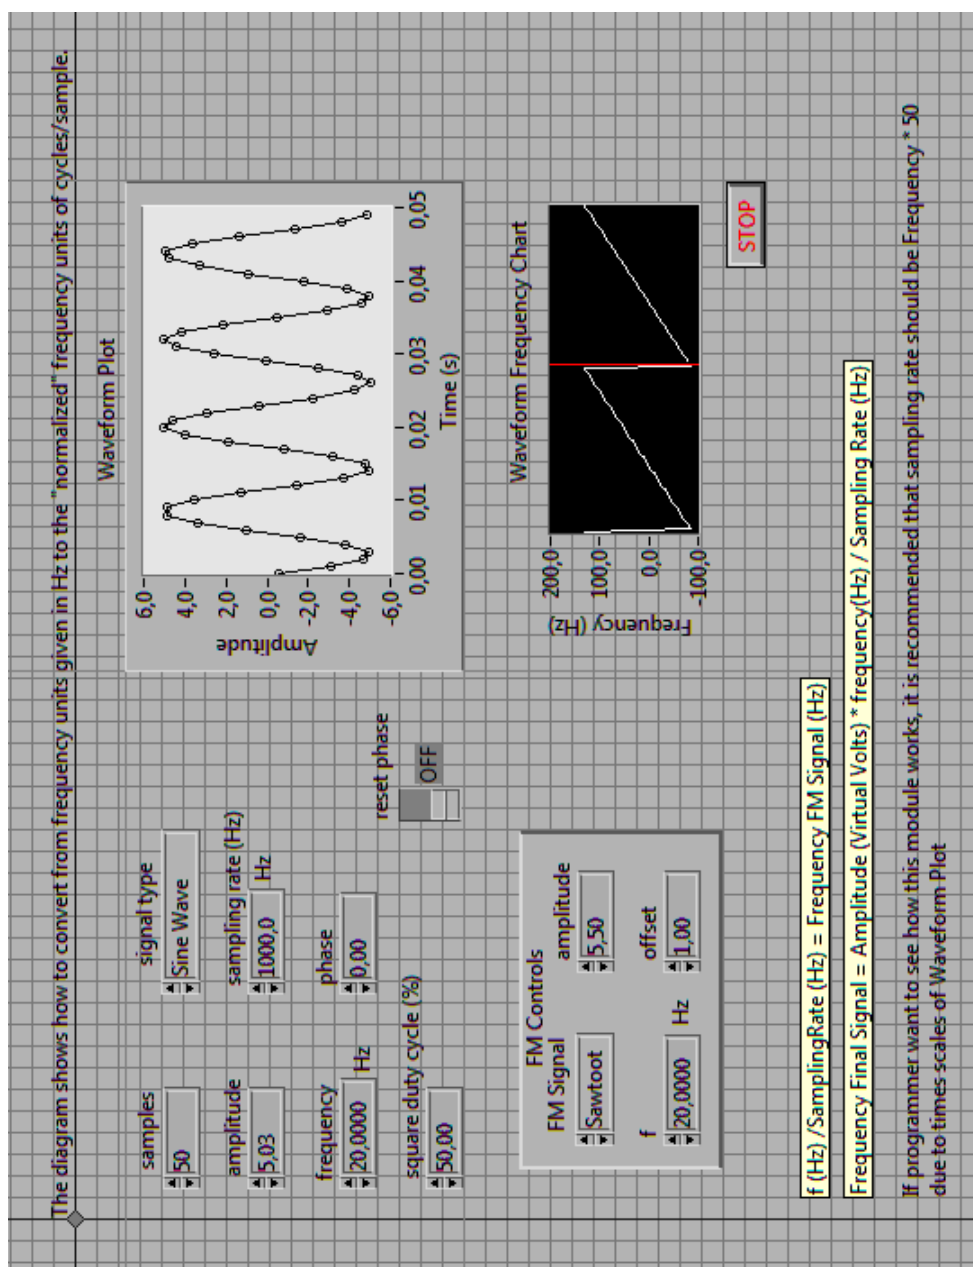 The diagram shows how to convert from frequency units given in Hz to the "normalized" frequency units of cycles/sample.
samples
50
signal type
Sine Wave
amplitude
5,03
sampling rate (Hz)
1000,0
Hz
frequency
20,0000
Hz
phase
0,00
square duty cycle (%)
50,00
reset phase
OFF
FM Controls
FM Signal
Sawtoot
amplitude
5,50
f
20,0000
Hz
offset
1,00
Waveform Plot
Amplitude
6,0
4,0
2,0
0,0
-2,0
-4,0
-6,0
0,00
0,01
0,02
0,03
0,04
0,05
Time (s)
Waveform Frequency Chart
Frequency (Hz)
200,0
100,0
0,0
-100,0
STOP
f (Hz) /SamplingRate (Hz) = Frequency FM Signal (Hz)
Frequency Final Signal = Amplitude (Virtual Volts) * frequency(Hz) / Sampling Rate (Hz)
If programmer want to see how this module works, it is recommended that sampling rate should be Frequency * 50
due to times scales of Waveform Plot